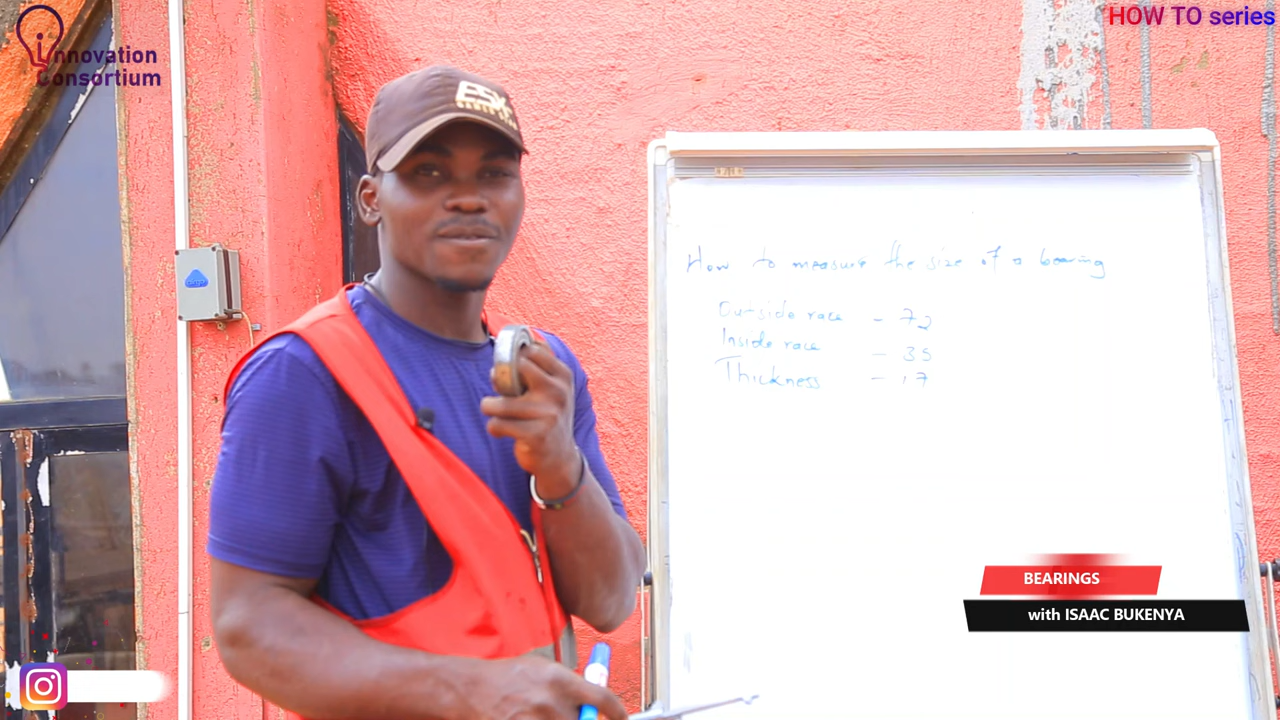 innovation
Consortium
HOW TO series
How to measure the size of a bearing
Outside race - 72
Inside race - 35
Thickness - 17
BEARINGS
with ISAAC BUKENYA